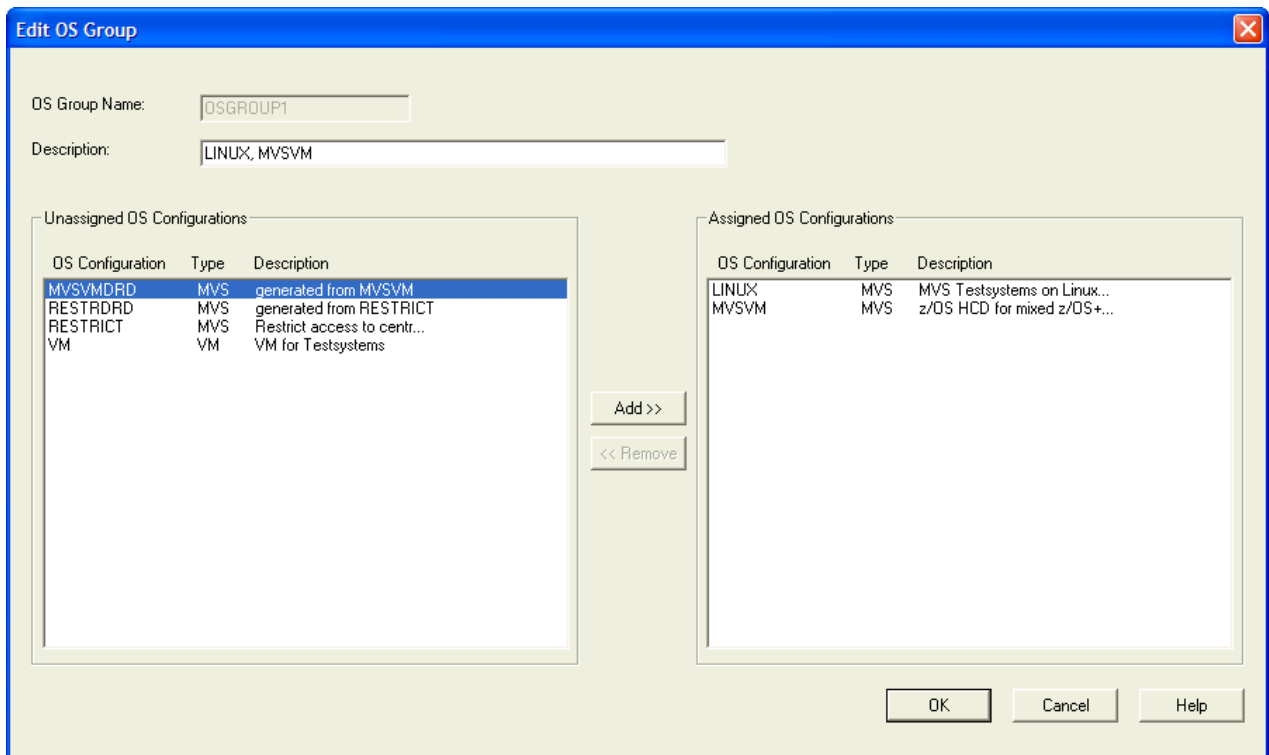 Edit OS Group
OS Group Name: OSGROUP1
Description: LINUX, MVSVM
Unassigned OS Configurations
OS Configuration Type Description
MVSVMDRD MVS generated from MVSVM
RESTRDRD MVS generated from RESTRICT
RESTRICT MVS Restrict access to centr...
VM VM VM for Testsystems
Add >>
<< Remove
Assigned OS Configurations
OS Configuration Type Description
LINUX MVS MVS Testsystems on Linux...
MVSVM MVS z/OS HCD for mixed z/OS+...
OK Cancel Help